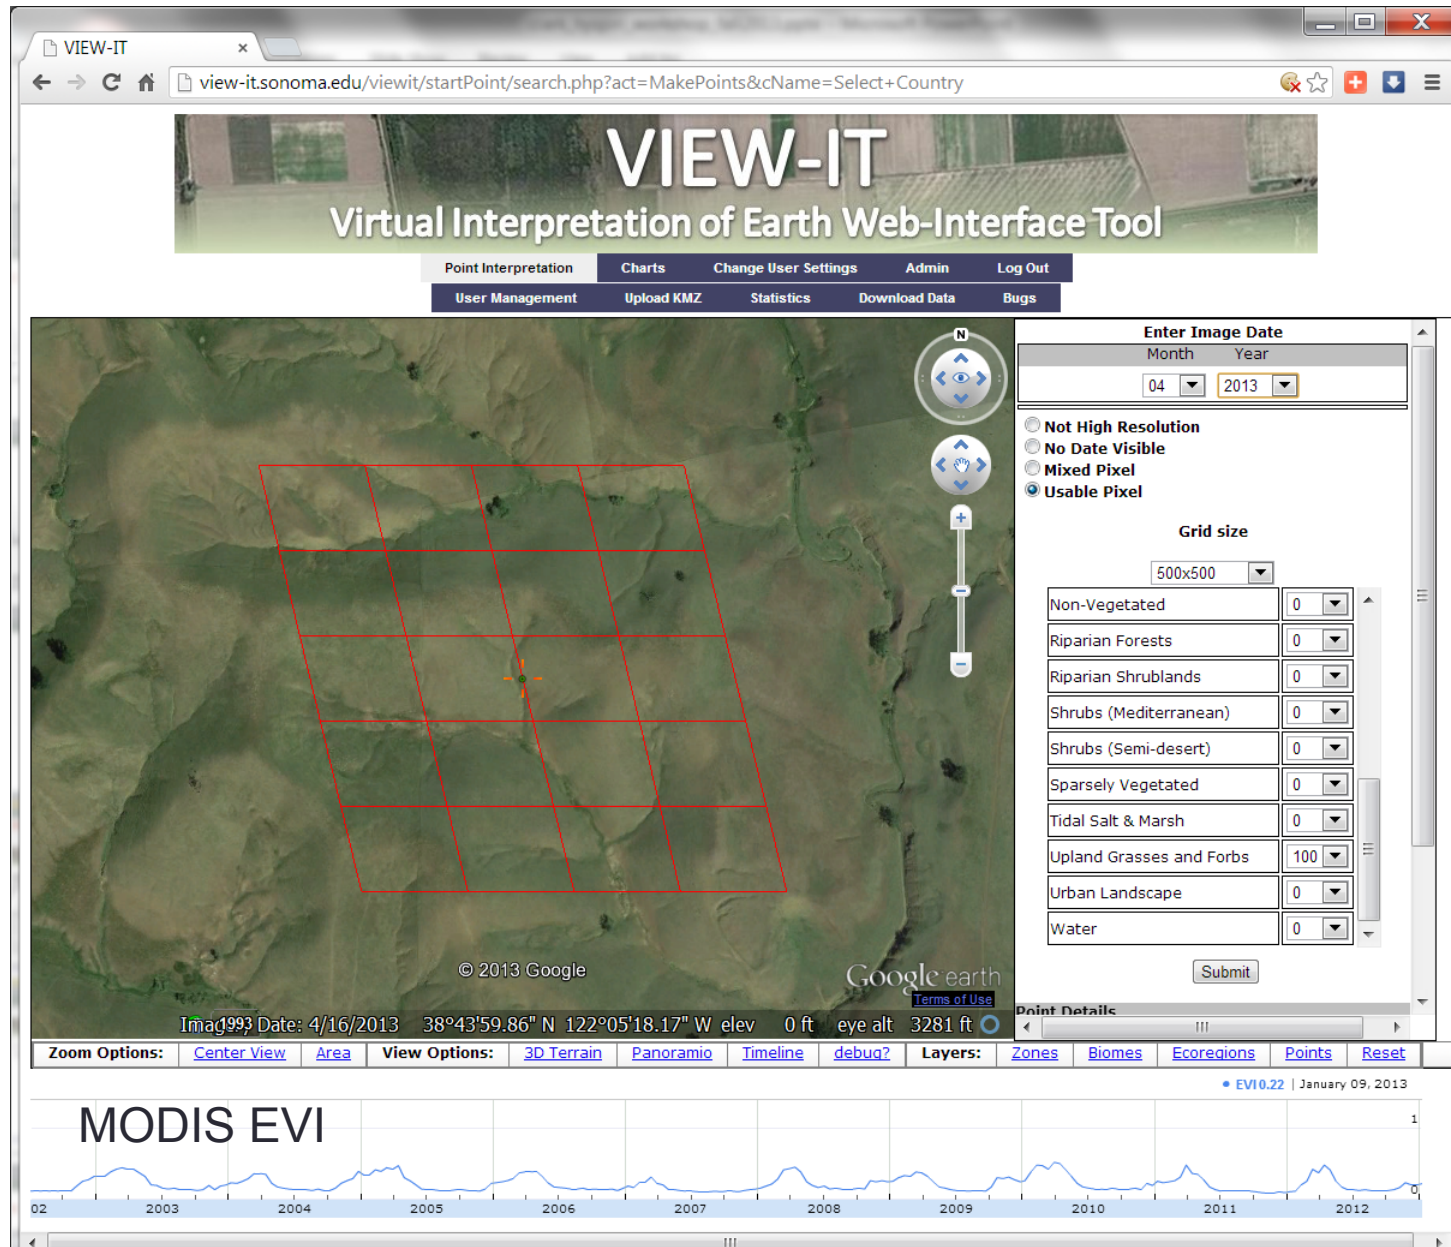 VIEW-IT ×
view-it.sonoma.edu/viewit/startPoint/search.php?act=MakePoints&cName=Select+Country
VIEW-IT
Virtual Interpretation of Earth Web-Interface Tool
Point Interpretation Charts Change User Settings Admin Log Out
User Management Upload KMZ Statistics Download Data Bugs
N
Enter Image Date
Month Year
04 2013
Not High Resolution
No Date Visible
Mixed Pixel
Usable Pixel
Grid size
500x500
Non-Vegetated 0
Riparian Forests 0
Riparian Shrublands 0
Shrubs (Mediterranean) 0
Shrubs (Semi-desert) 0
Sparsely Vegetated 0
Tidal Salt & Marsh 0
Upland Grasses and Forbs 100
Urban Landscape 0
Water 0
Submit
Point Details
© 2013 Google
Google earth
Terms of Use
Imag 1993 Date: 4/16/2013 38°43'59.86" N 122°05'18.17" W elev 0 ft eye alt 3281 ft
Zoom Options: Center View Area View Options: 3D Terrain Panoramio Timeline debug? Layers: Zones Biomes Ecoregions Points Reset
EVI 0.22 | January 09, 2013
MODIS EVI
1
0
02 2003 2004 2005 2006 2007 2008 2009 2010 2011 2012